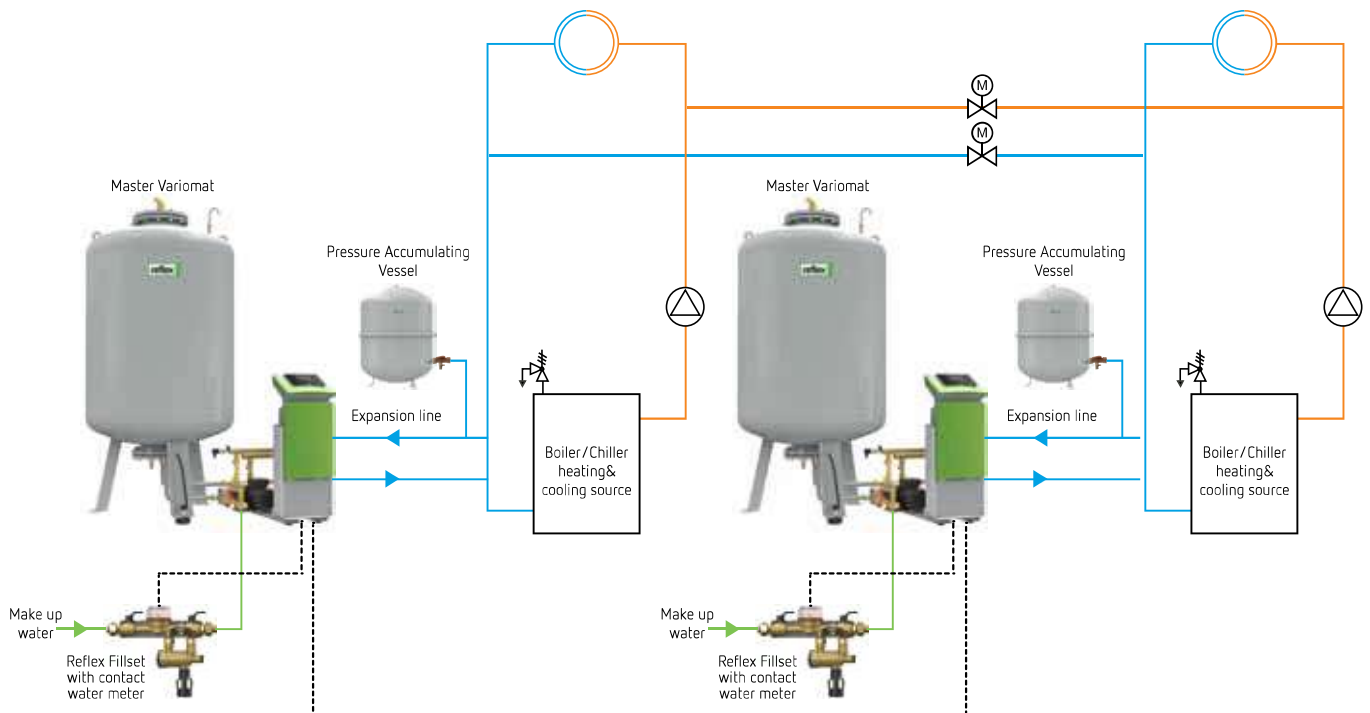 M
M
Master Variomat
Master Variomat
reflex
reflex
Pressure Accumulating
Vessel
Pressure Accumulating
Vessel
Expansion line
Expansion line
Boiler/Chiller
heating&
cooling source
Boiler/Chiller
heating&
cooling source
Make up
water
Make up
water
Reflex Fillset
with contact
water meter
Reflex Fillset
with contact
water meter